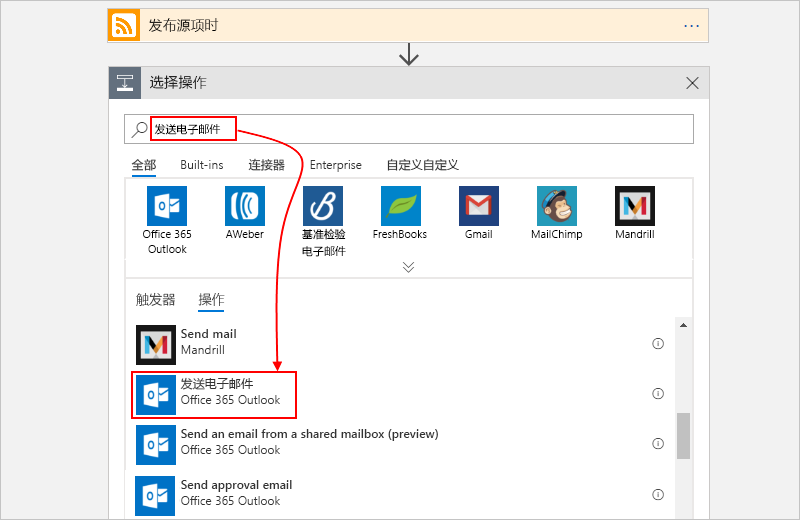 发布源项时
选择操作
发送电子邮件
全部 Built-ins 连接器 Enterprise 自定义自定义
Office 365 Outlook
AWeber
基准检验
电子邮件
FreshBooks
Gmail
MailChimp
Mandrill
触发器 操作
Send mail
Mandrill
发送电子邮件
Office 365 Outlook
Send an email from a shared mailbox (preview)
Office 365 Outlook
Send approval email
Office 365 Outlook